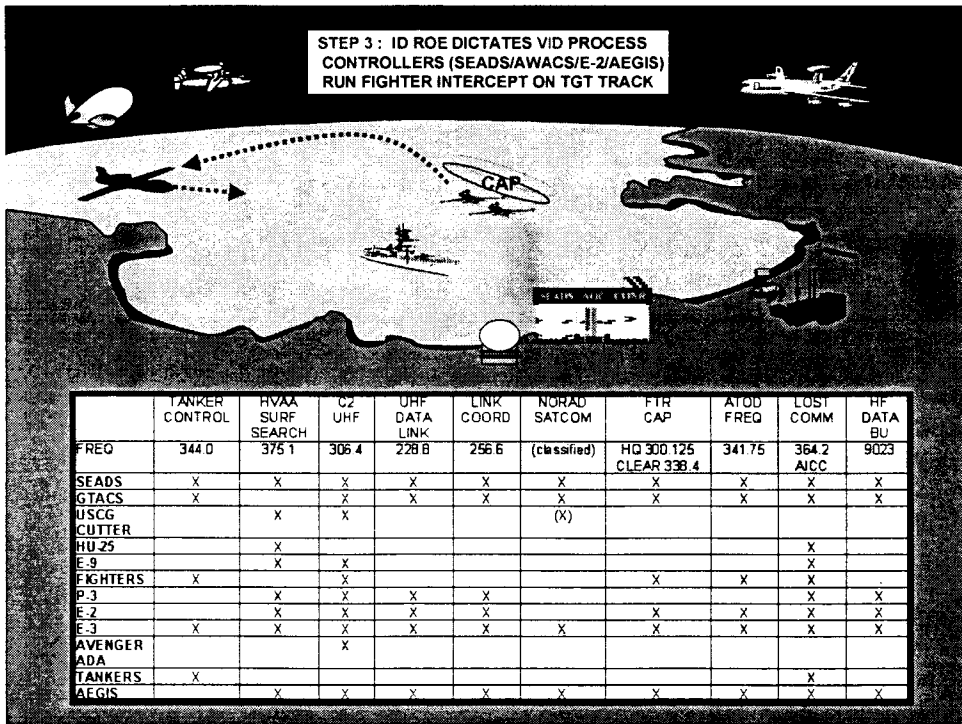 STEP 3 : ID ROE DICTATES VID PROCESS
CONTROLLERS (SEADS/AWACS/E-2/AEGIS)
RUN FIGHTER INTERCEPT ON TGT TRACK
CAP
SEADS AOC
TANKER CONTROL HVAA SURF SEARCH C2 UHF UHF DATA LINK LINK COORD NORAD SATCOM FTR CAP ATOD FREQ LOST COMM HF DATA BU
FREQ 344.0 375.1 306.4 228.8 256.6 (classified) HQ 300.125 CLEAR 338.4 341.75 364.2 AICC 9023
SEADS X X X X X X X X X X
GTACS X X X X X X X X X
USCG CUTTER X X (X)
HU-25 X X
E-9 X X X
FIGHTERS X X X X X
P-3 X X X X X X
E-2 X X X X X X X X
E-3 X X X X X X X X X X
AVENGER ADA X
TANKERS X X
AEGIS X X X X X X X X X